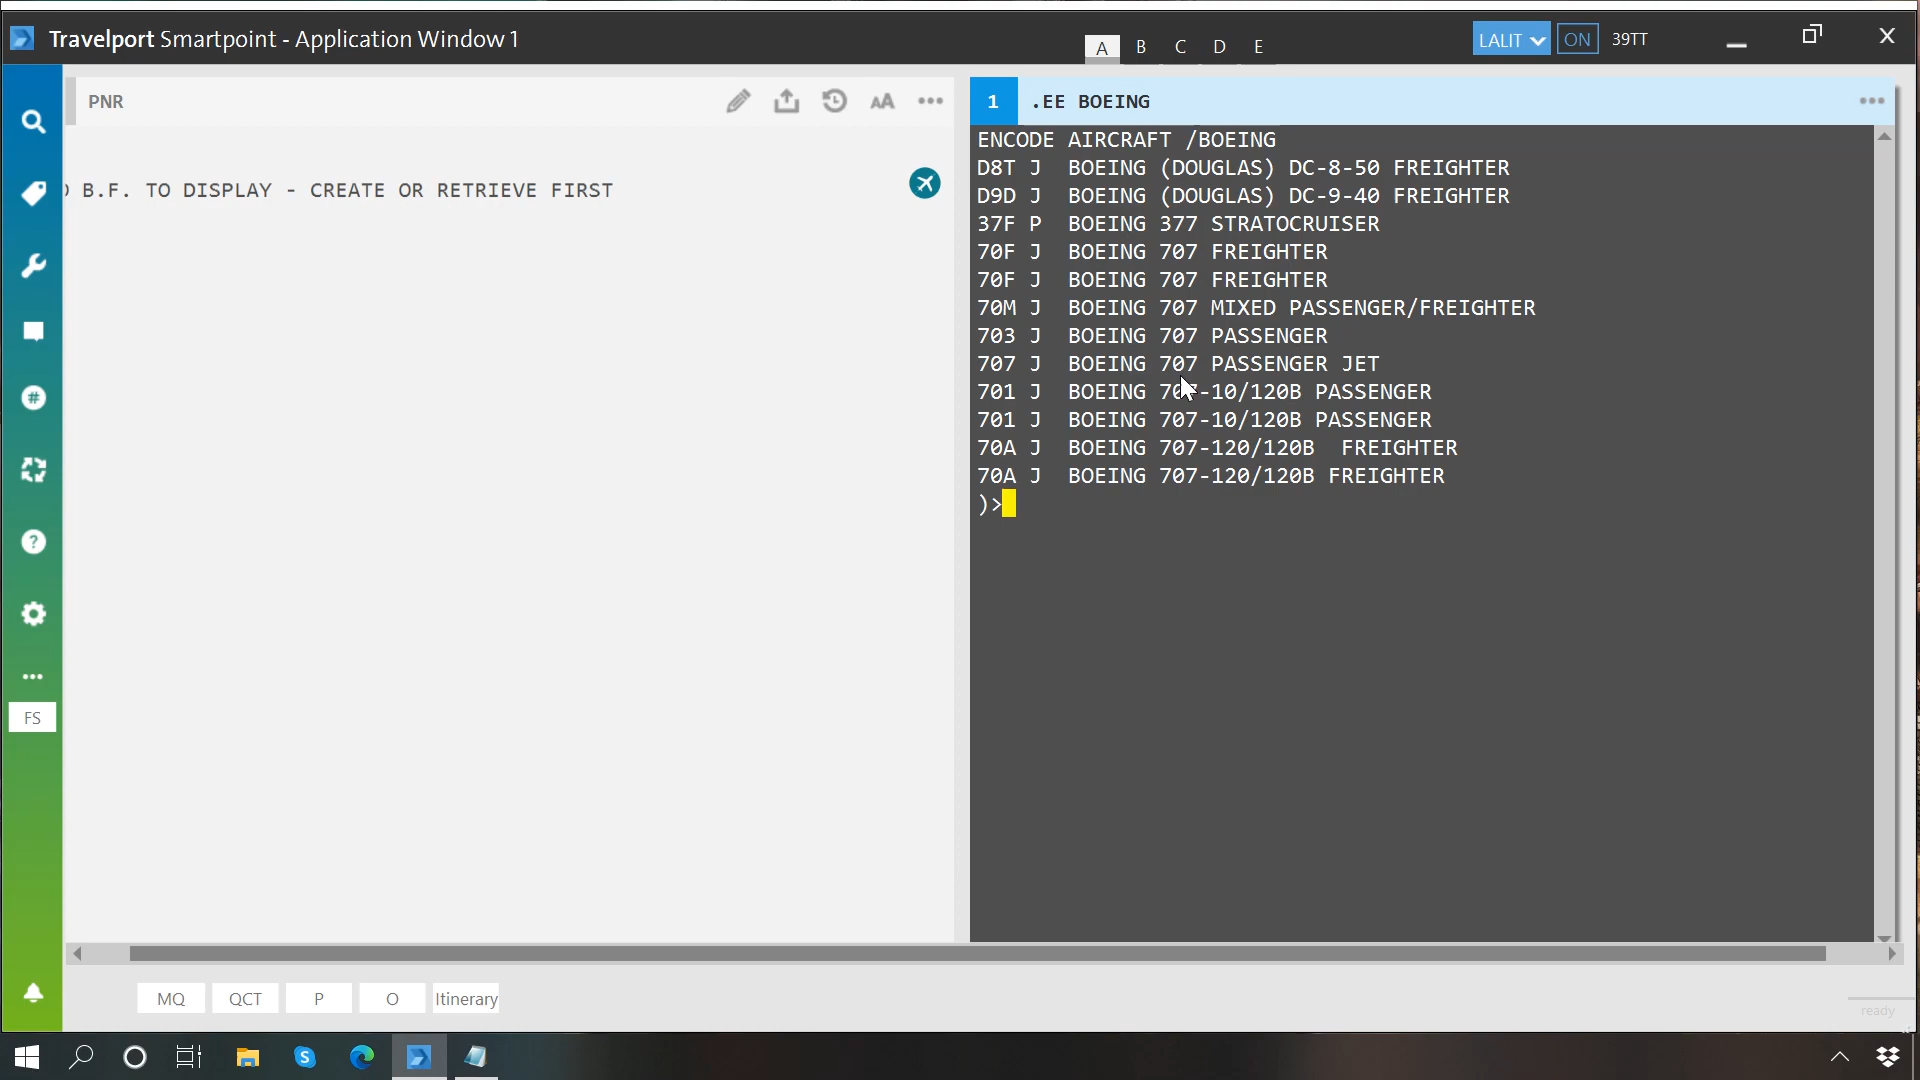 Travelport Smartpoint - Application Window 1
A B C D E
LALIT ON 39TT
PNR
AA
B.F. TO DISPLAY - CREATE OR RETRIEVE FIRST
FS
1 .EE BOEING
ENCODE AIRCRAFT /BOEING
D8T J BOEING (DOUGLAS) DC-8-50 FREIGHTER
D9D J BOEING (DOUGLAS) DC-9-40 FREIGHTER
37F P BOEING 377 STRATOCRUISER
70F J BOEING 707 FREIGHTER
70F J BOEING 707 FREIGHTER
70M J BOEING 707 MIXED PASSENGER/FREIGHTER
703 J BOEING 707 PASSENGER
707 J BOEING 707 PASSENGER JET
701 J BOEING 707-10/120B PASSENGER
701 J BOEING 707-10/120B PASSENGER
70A J BOEING 707-120/120B  FREIGHTER
70A J BOEING 707-120/120B FREIGHTER
)>
MQ QCT P O Itinerary
ready